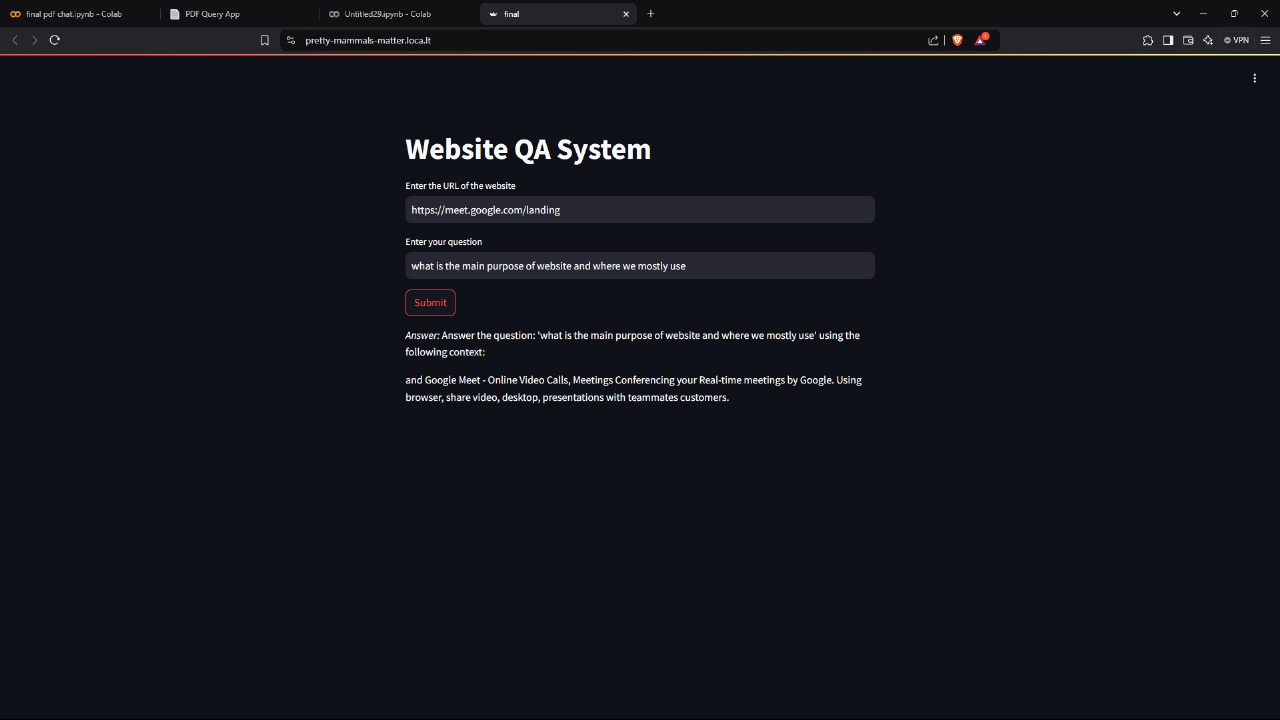 final pdf chat.ipynb - Colab
PDF Query App
Untitled29.ipynb - Colab
final
pretty-mammals-matter.loca.lt
1
VPN
Website QA System
Enter the URL of the website
https://meet.google.com/landing
Enter your question
what is the main purpose of website and where we mostly use
Submit
Answer: Answer the question: 'what is the main purpose of website and where we mostly use' using the
following context:
and Google Meet - Online Video Calls, Meetings Conferencing your Real-time meetings by Google. Using
browser, share video, desktop, presentations with teammates customers.